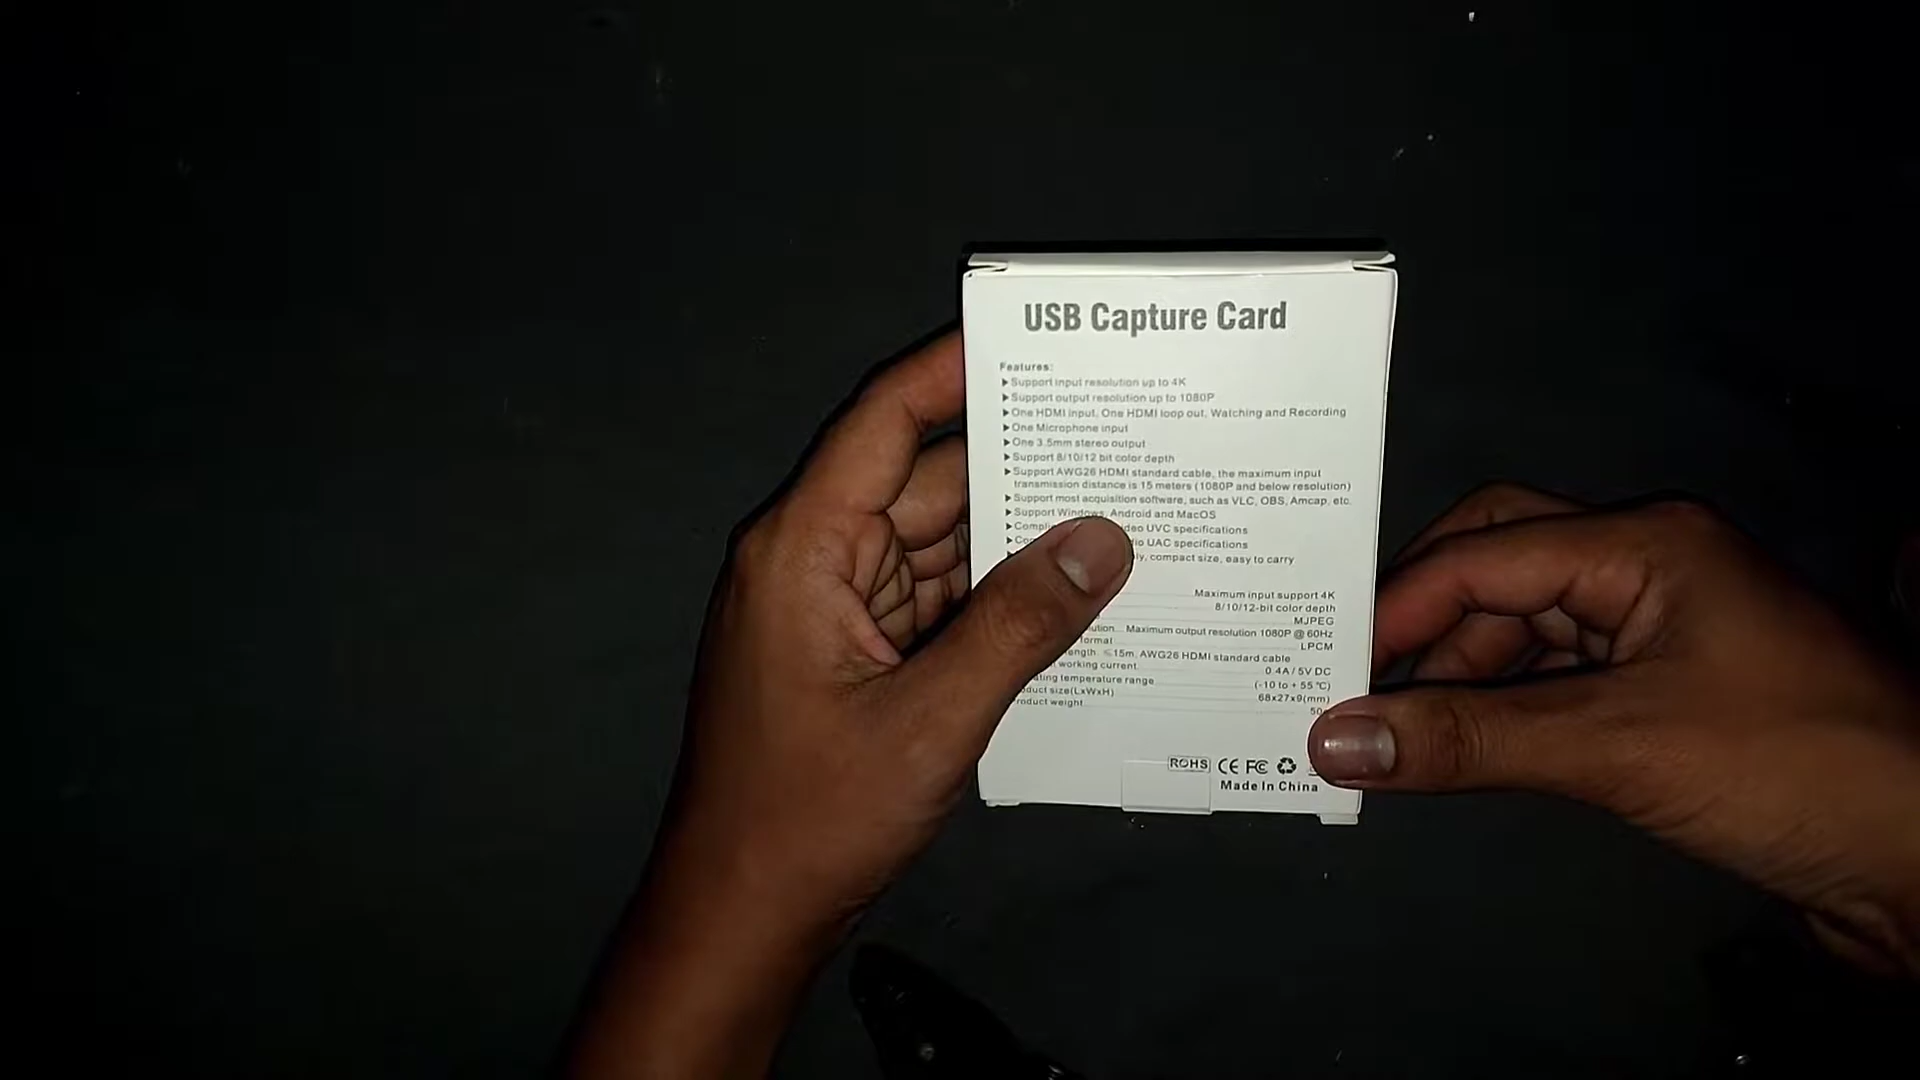 USB Capture Card
Features:
▶Support input resolution up to 4K
▶Support output resolution up to 1080P
▶One HDMI input, One HDMI loop out, Watching and Recording
▶One Microphone input
▶One 3.5mm stereo output
▶Support 8/10/12 bit color depth
▶Support AWG26 HDMI standard cable, the maximum input
transmission distance is 15 meters (1080P and below resolution)
▶Support most acquisition software, such as VLC, OBS, Amcap, etc.
▶Support Windows, Android and MacOS
▶ UVC specifications
▶ UAC specifications
▶ compact size, easy to carry
Maximum input support 4K
8/10/12-bit color depth
MJPEG
Maximum output resolution 1080P @ 60Hz
LPCM
≤15m, AWG26 HDMI standard cable
working current 0.4A / 5V DC
temperature range (-10 to + 55 ℃)
size(LxWxH) 68x27x9(mm)
weight
ROHS CE FC
Made In China